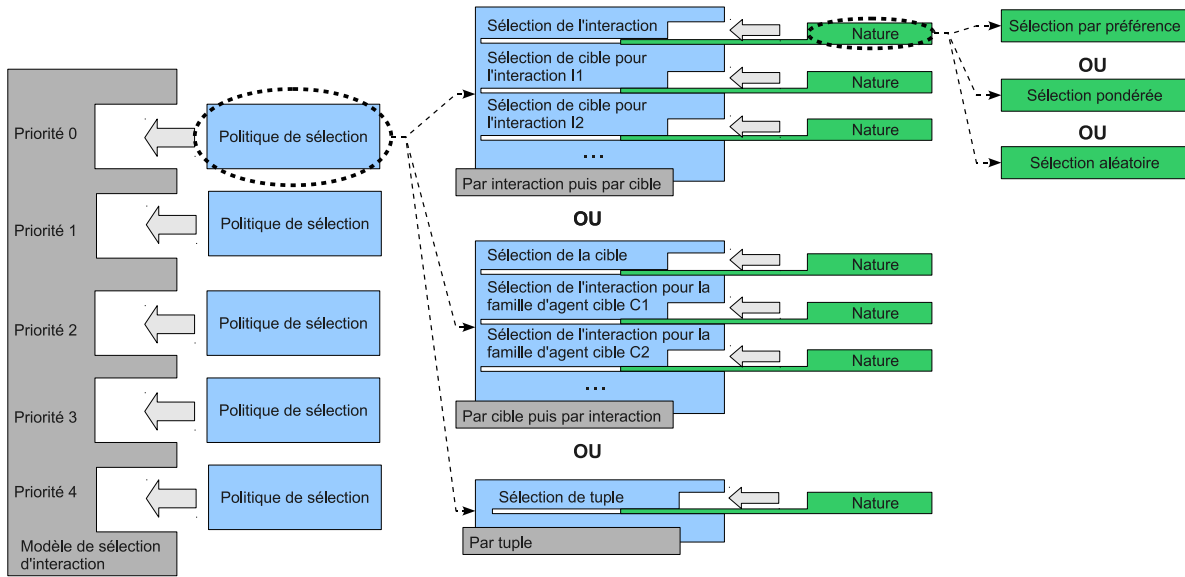 Priorité 0
Priorité 1
Priorité 2
Priorité 3
Priorité 4
Modèle de sélection
d'interaction
Politique de sélection
Politique de sélection
Politique de sélection
Politique de sélection
Politique de sélection
Sélection de l'interaction
Nature
Sélection de cible pour
l'interaction I1
Nature
Sélection de cible pour
l'interaction I2
Nature
...
Par interaction puis par cible
OU
Sélection de la cible
Nature
Sélection de l'interaction pour la
famille d'agent cible C1
Nature
Sélection de l'interaction pour la
famille d'agent cible C2
Nature
...
Par cible puis par interaction
OU
Sélection de tuple
Nature
Par tuple
Sélection par préférence
OU
Sélection pondérée
OU
Sélection aléatoire